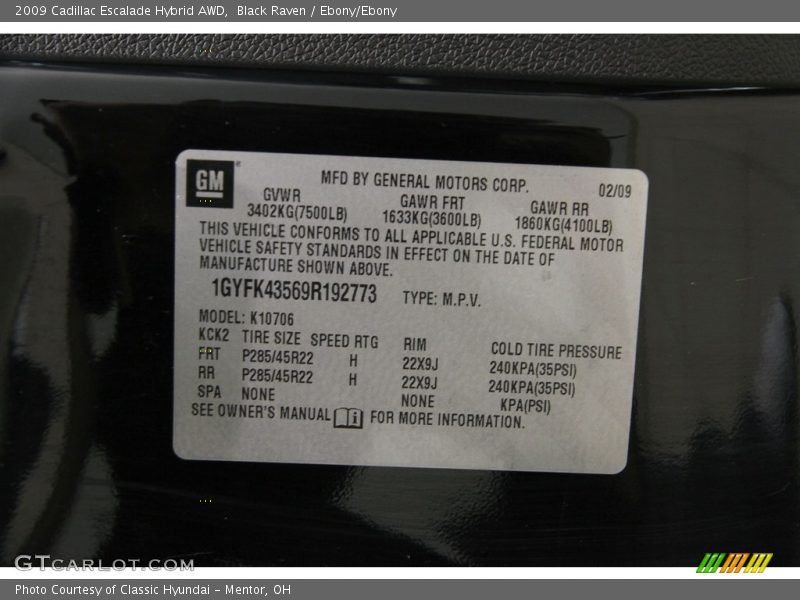 2009 Cadillac Escalade Hybrid AWD, Black Raven / Ebony/Ebony
GM
MFD BY GENERAL MOTORS CORP. 02/09
GVWR GAWR FRT GAWR RR
3402KG(7500LB) 1633KG(3600LB) 1860KG(4100LB)
THIS VEHICLE CONFORMS TO ALL APPLICABLE U.S. FEDERAL MOTOR
VEHICLE SAFETY STANDARDS IN EFFECT ON THE DATE OF
MANUFACTURE SHOWN ABOVE.
1GYFK43569R192773 TYPE: M.P.V.
MODEL: K10706
KCK2 TIRE SIZE SPEED RTG RIM COLD TIRE PRESSURE
FRT P285/45R22 H 22X9J 240KPA(35PSI)
RR P285/45R22 H 22X9J 240KPA(35PSI)
SPA NONE NONE KPA(PSI)
SEE OWNER'S MANUAL i FOR MORE INFORMATION.
GTCARLOT.COM
Photo Courtesy of Classic Hyundai - Mentor, OH